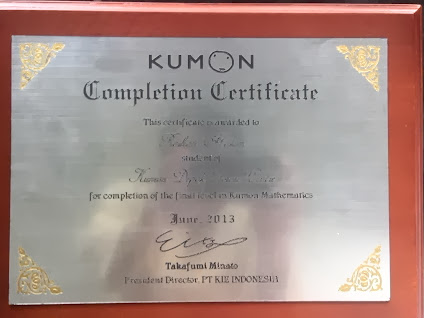 KUMON
Completion Certificate
This certificate is awarded to
student of
Kumon
for completion of the final level in Kumon Mathematics
June, 2013
Takafumi Minato
President Director, PT KIE INDONESIA